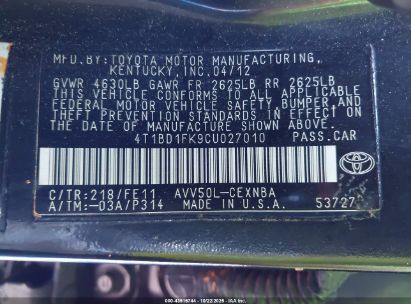 MFD.BY:TOYOTA MOTOR MANUFACTURING,
KENTUCKY,INC.04/12
GVWR 4630LB GAWR FR 2625LB RR 2625LB
THIS VEHICLE CONFORMS TO ALL APPLICABLE
FEDERAL MOTOR VEHICLE SAFETY,BUMPER,AND
THEFT PREVENTION STANDARDS IN EFFECT ON
THE DATE OF MANUFACTURE SHOWN ABOVE.
4T1BD1FK9CU027010 PASS.CAR
C/TR:218/FE11 AVV50L-CEXNBA
A/TM:-03A/P314 MADE IN U.S.A. 53727
TOYOTA